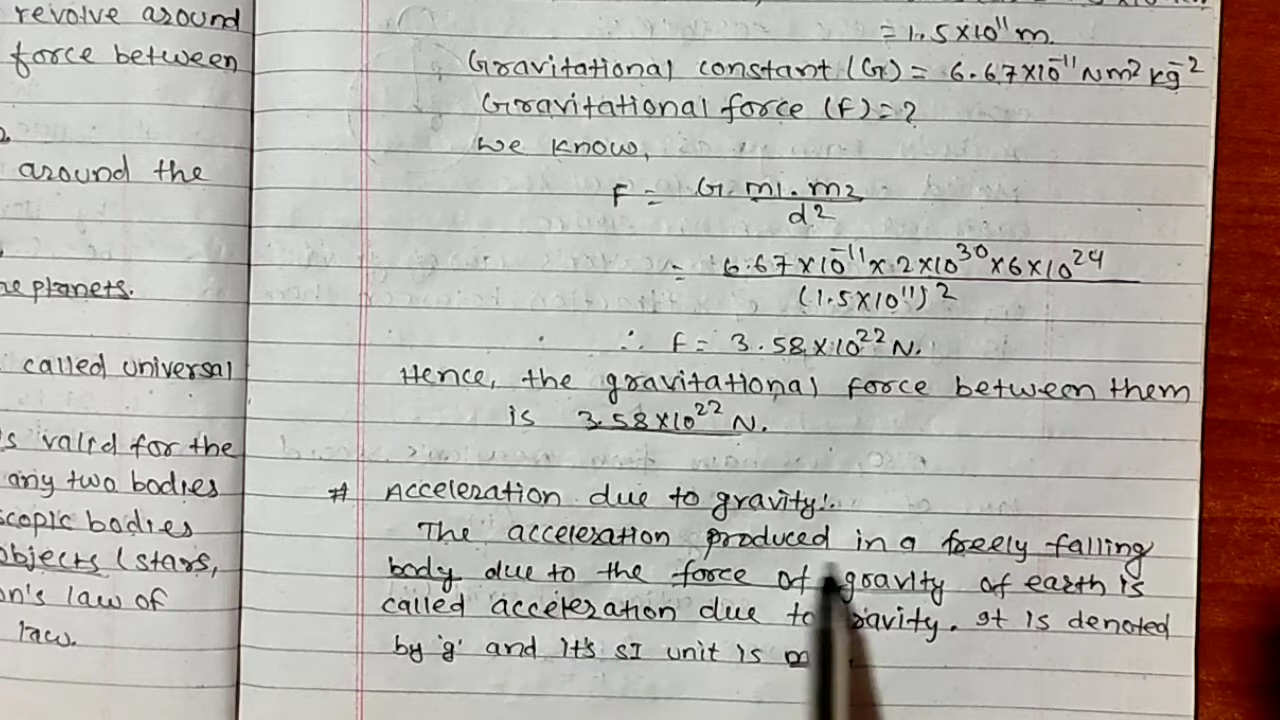 revolve around
force between
around the
planets.
called universal
valid for the
any two bodies
scopic bodies
objects (stars,
on's law of
law.
= 1.5×10¹¹ m.
Gravitational constant (G) = 6.67×10⁻¹¹ Nm² kg⁻²
Gravitational force (F) = ?
We know,
F = G. m1. m2 / d²
= 6.67×10⁻¹¹ × 2×10³⁰ × 6×10²⁴ / (1.5×10¹¹)²
∴ F = 3.58×10²² N.
Hence, the gravitational force between them
is 3.58×10²² N.
# Acceleration due to gravity:-
The acceleration produced in a freely falling
body due to the force of gravity of earth is
called acceleration due to gravity. It is denoted
by 'g' and it's SI unit is